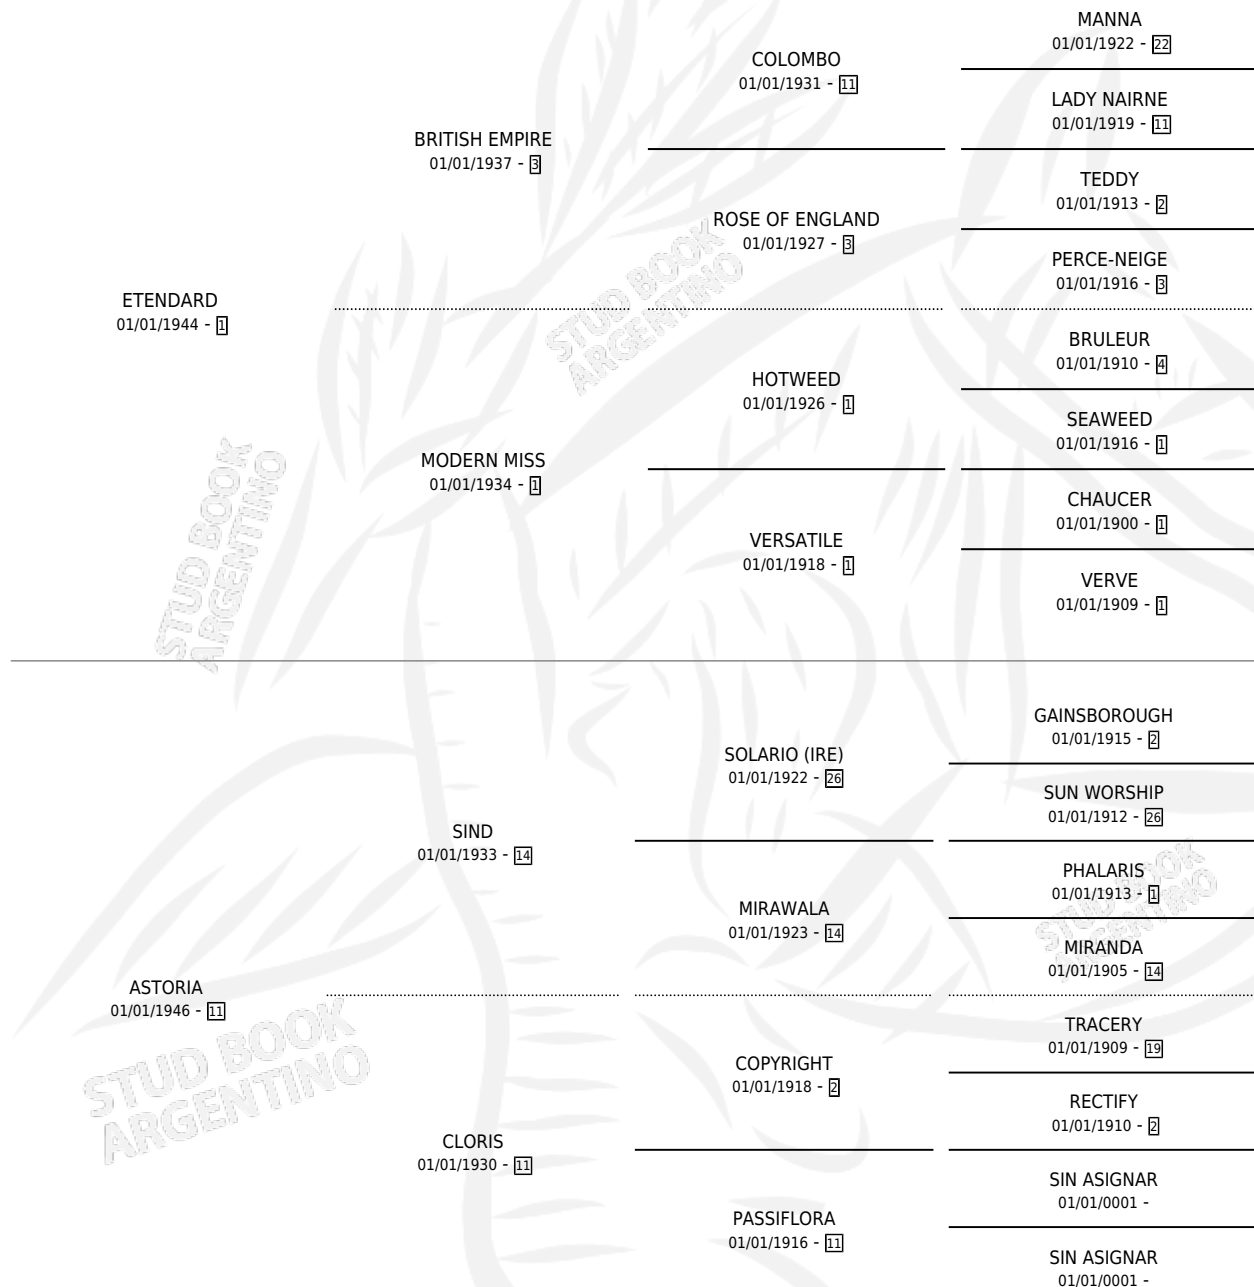 MANNA
01/01/1922 - 22
COLOMBO
01/01/1931 - 11
LADY NAIRNE
01/01/1919 - 11
BRITISH EMPIRE
01/01/1937 - 3
TEDDY
01/01/1913 - 2
ROSE OF ENGLAND
01/01/1927 - 3
PERCE-NEIGE
01/01/1916 - 3
ETENDARD
01/01/1944 - 1
BRULEUR
01/01/1910 - 4
HOTWEED
01/01/1926 - 1
SEAWEED
01/01/1916 - 1
MODERN MISS
01/01/1934 - 1
CHAUCER
01/01/1900 - 1
VERSATILE
01/01/1918 - 1
VERVE
01/01/1909 - 1
STUD BOOK
ARGENTINO
STUD BOOK
ARGENTINO
GAINSBOROUGH
01/01/1915 - 2
SOLARIO (IRE)
01/01/1922 - 26
SUN WORSHIP
01/01/1912 - 26
SIND
01/01/1933 - 14
PHALARIS
01/01/1913 - 1
MIRAWALA
01/01/1923 - 14
MIRANDA
01/01/1905 - 14
ASTORIA
01/01/1946 - 11
TRACERY
01/01/1909 - 19
COPYRIGHT
01/01/1918 - 2
RECTIFY
01/01/1910 - 2
CLORIS
01/01/1930 - 11
SIN ASIGNAR
01/01/0001 -
PASSIFLORA
01/01/1916 - 11
SIN ASIGNAR
01/01/0001 -
STUD BOOK
ARGENTINO
STUD BOOK
ARGENTINO